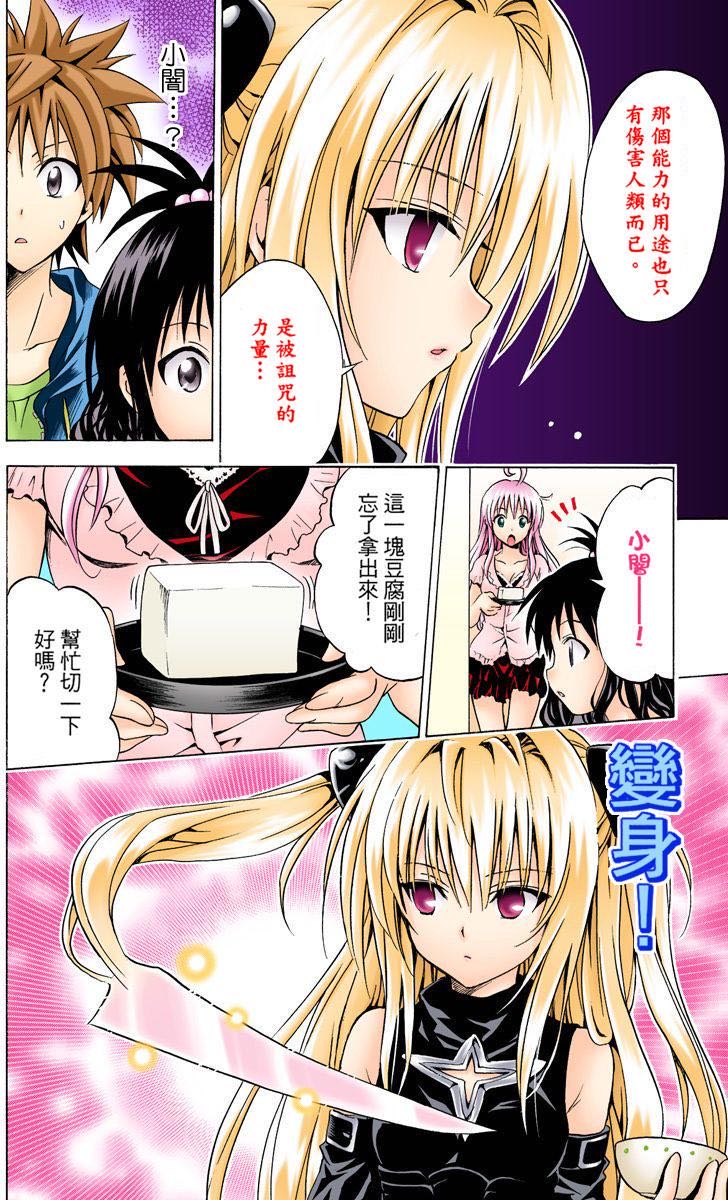 那個能力的用途也只
有傷害人類而已。
是被詛咒的
力量…
小闇…？
小闇——！
這一塊豆腐剛剛
忘了拿出來！
幫忙切一下
好嗎？
變身！